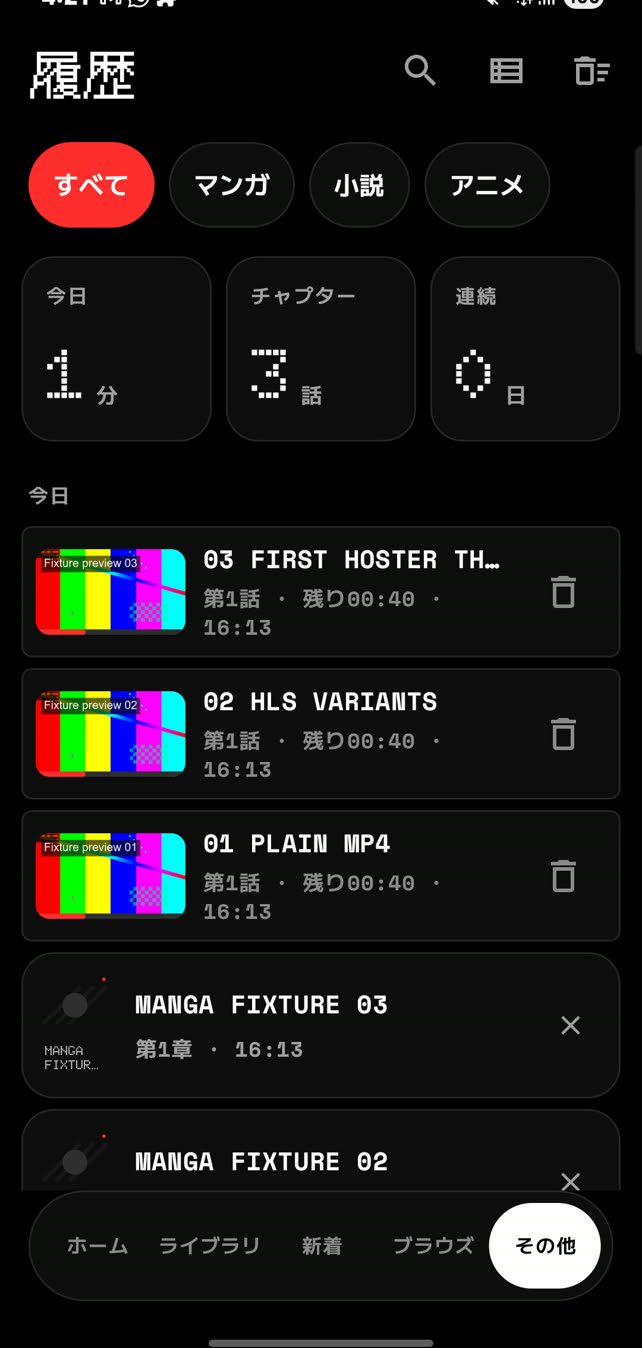 履歴
すべて
マンガ
小説
アニメ
今日
チャプター
連続
1 分
3 話
0 日
今日
Fixture preview 03
03 FIRST HOSTER TH…
第1話 · 残り00:40 ·
16:13
Fixture preview 02
02 HLS VARIANTS
第1話 · 残り00:40 ·
16:13
Fixture preview 01
01 PLAIN MP4
第1話 · 残り00:40 ·
16:13
MANGA
FIXTUR…
MANGA FIXTURE 03
第1章 · 16:13
MANGA FIXTURE 02
ホーム
ライブラリ
新着
ブラウズ
その他